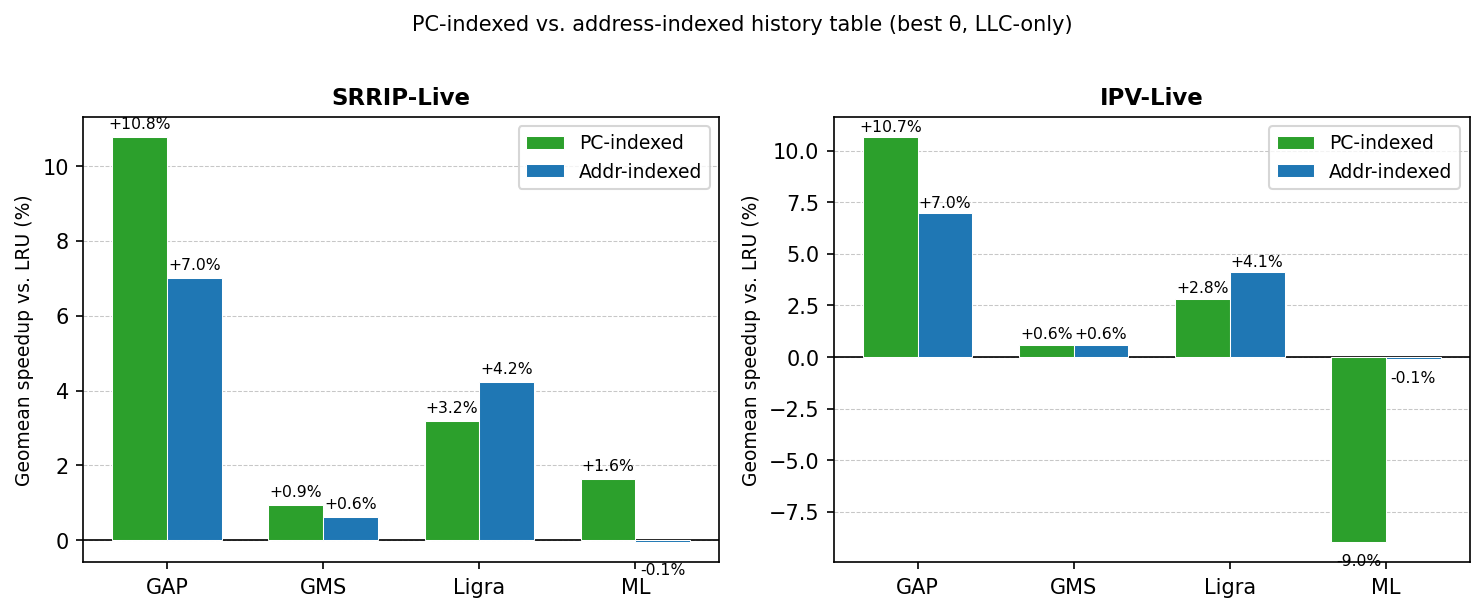 PC-indexed vs. address-indexed history table (best θ, LLC-only)
SRRIP-Live
Geomean speedup vs. LRU (%)
10
8
6
4
2
0
+10.8%
+7.0%
+0.9%
+0.6%
+3.2%
+4.2%
+1.6%
-0.1%
PC-indexed
Addr-indexed
GAP
GMS
Ligra
ML
IPV-Live
Geomean speedup vs. LRU (%)
10.0
7.5
5.0
2.5
0.0
−2.5
−5.0
−7.5
+10.7%
+7.0%
+0.6%
+0.6%
+2.8%
+4.1%
-9.0%
-0.1%
PC-indexed
Addr-indexed
GAP
GMS
Ligra
ML